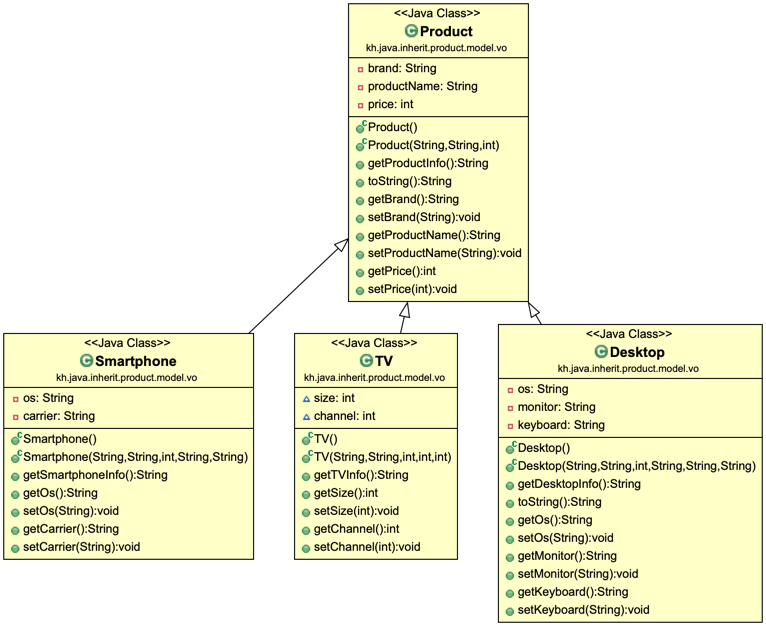 <<Java Class>>
Product
kh.java.inherit.product.model.vo
brand: String
productName: String
price: int
Product()
Product(String,String,int)
getProductInfo():String
toString():String
getBrand():String
setBrand(String):void
getProductName():String
setProductName(String):void
getPrice():int
setPrice(int):void
<<Java Class>>
Smartphone
kh.java.inherit.product.model.vo
os: String
carrier: String
Smartphone()
Smartphone(String,String,int,String,String)
getSmartphoneInfo():String
getOs():String
setOs(String):void
getCarrier():String
setCarrier(String):void
<<Java Class>>
TV
kh.java.inherit.product.model.vo
size: int
channel: int
TV()
TV(String,String,int,int,int)
getTVInfo():String
getSize():int
setSize(int):void
getChannel():int
setChannel(int):void
<<Java Class>>
Desktop
kh.java.inherit.product.model.vo
os: String
monitor: String
keyboard: String
Desktop()
Desktop(String,String,int,String,String,String)
getDesktopInfo():String
toString():String
getOs():String
setOs(String):void
getMonitor():String
setMonitor(String):void
getKeyboard():String
setKeyboard(String):void